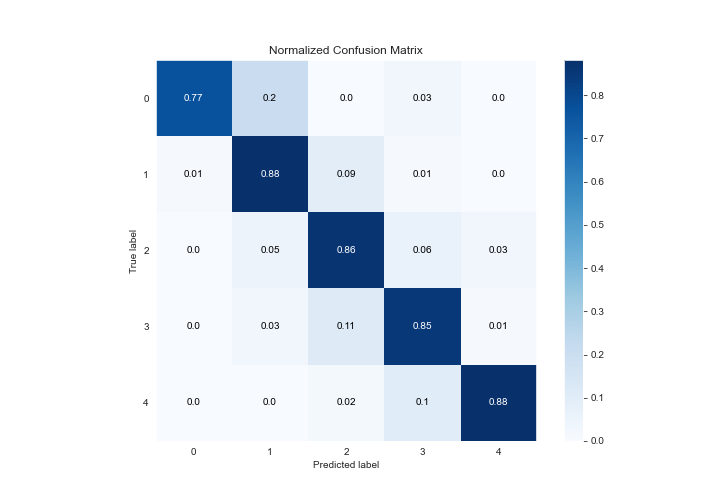 Normalized Confusion Matrix
True label
0 0.77 0.2 0.0 0.03 0.0
1 0.01 0.88 0.09 0.01 0.0
2 0.0 0.05 0.86 0.06 0.03
3 0.0 0.03 0.11 0.85 0.01
4 0.0 0.0 0.02 0.1 0.88
0 1 2 3 4
Predicted label
0.8
0.7
0.6
0.5
0.4
0.3
0.2
0.1
0.0